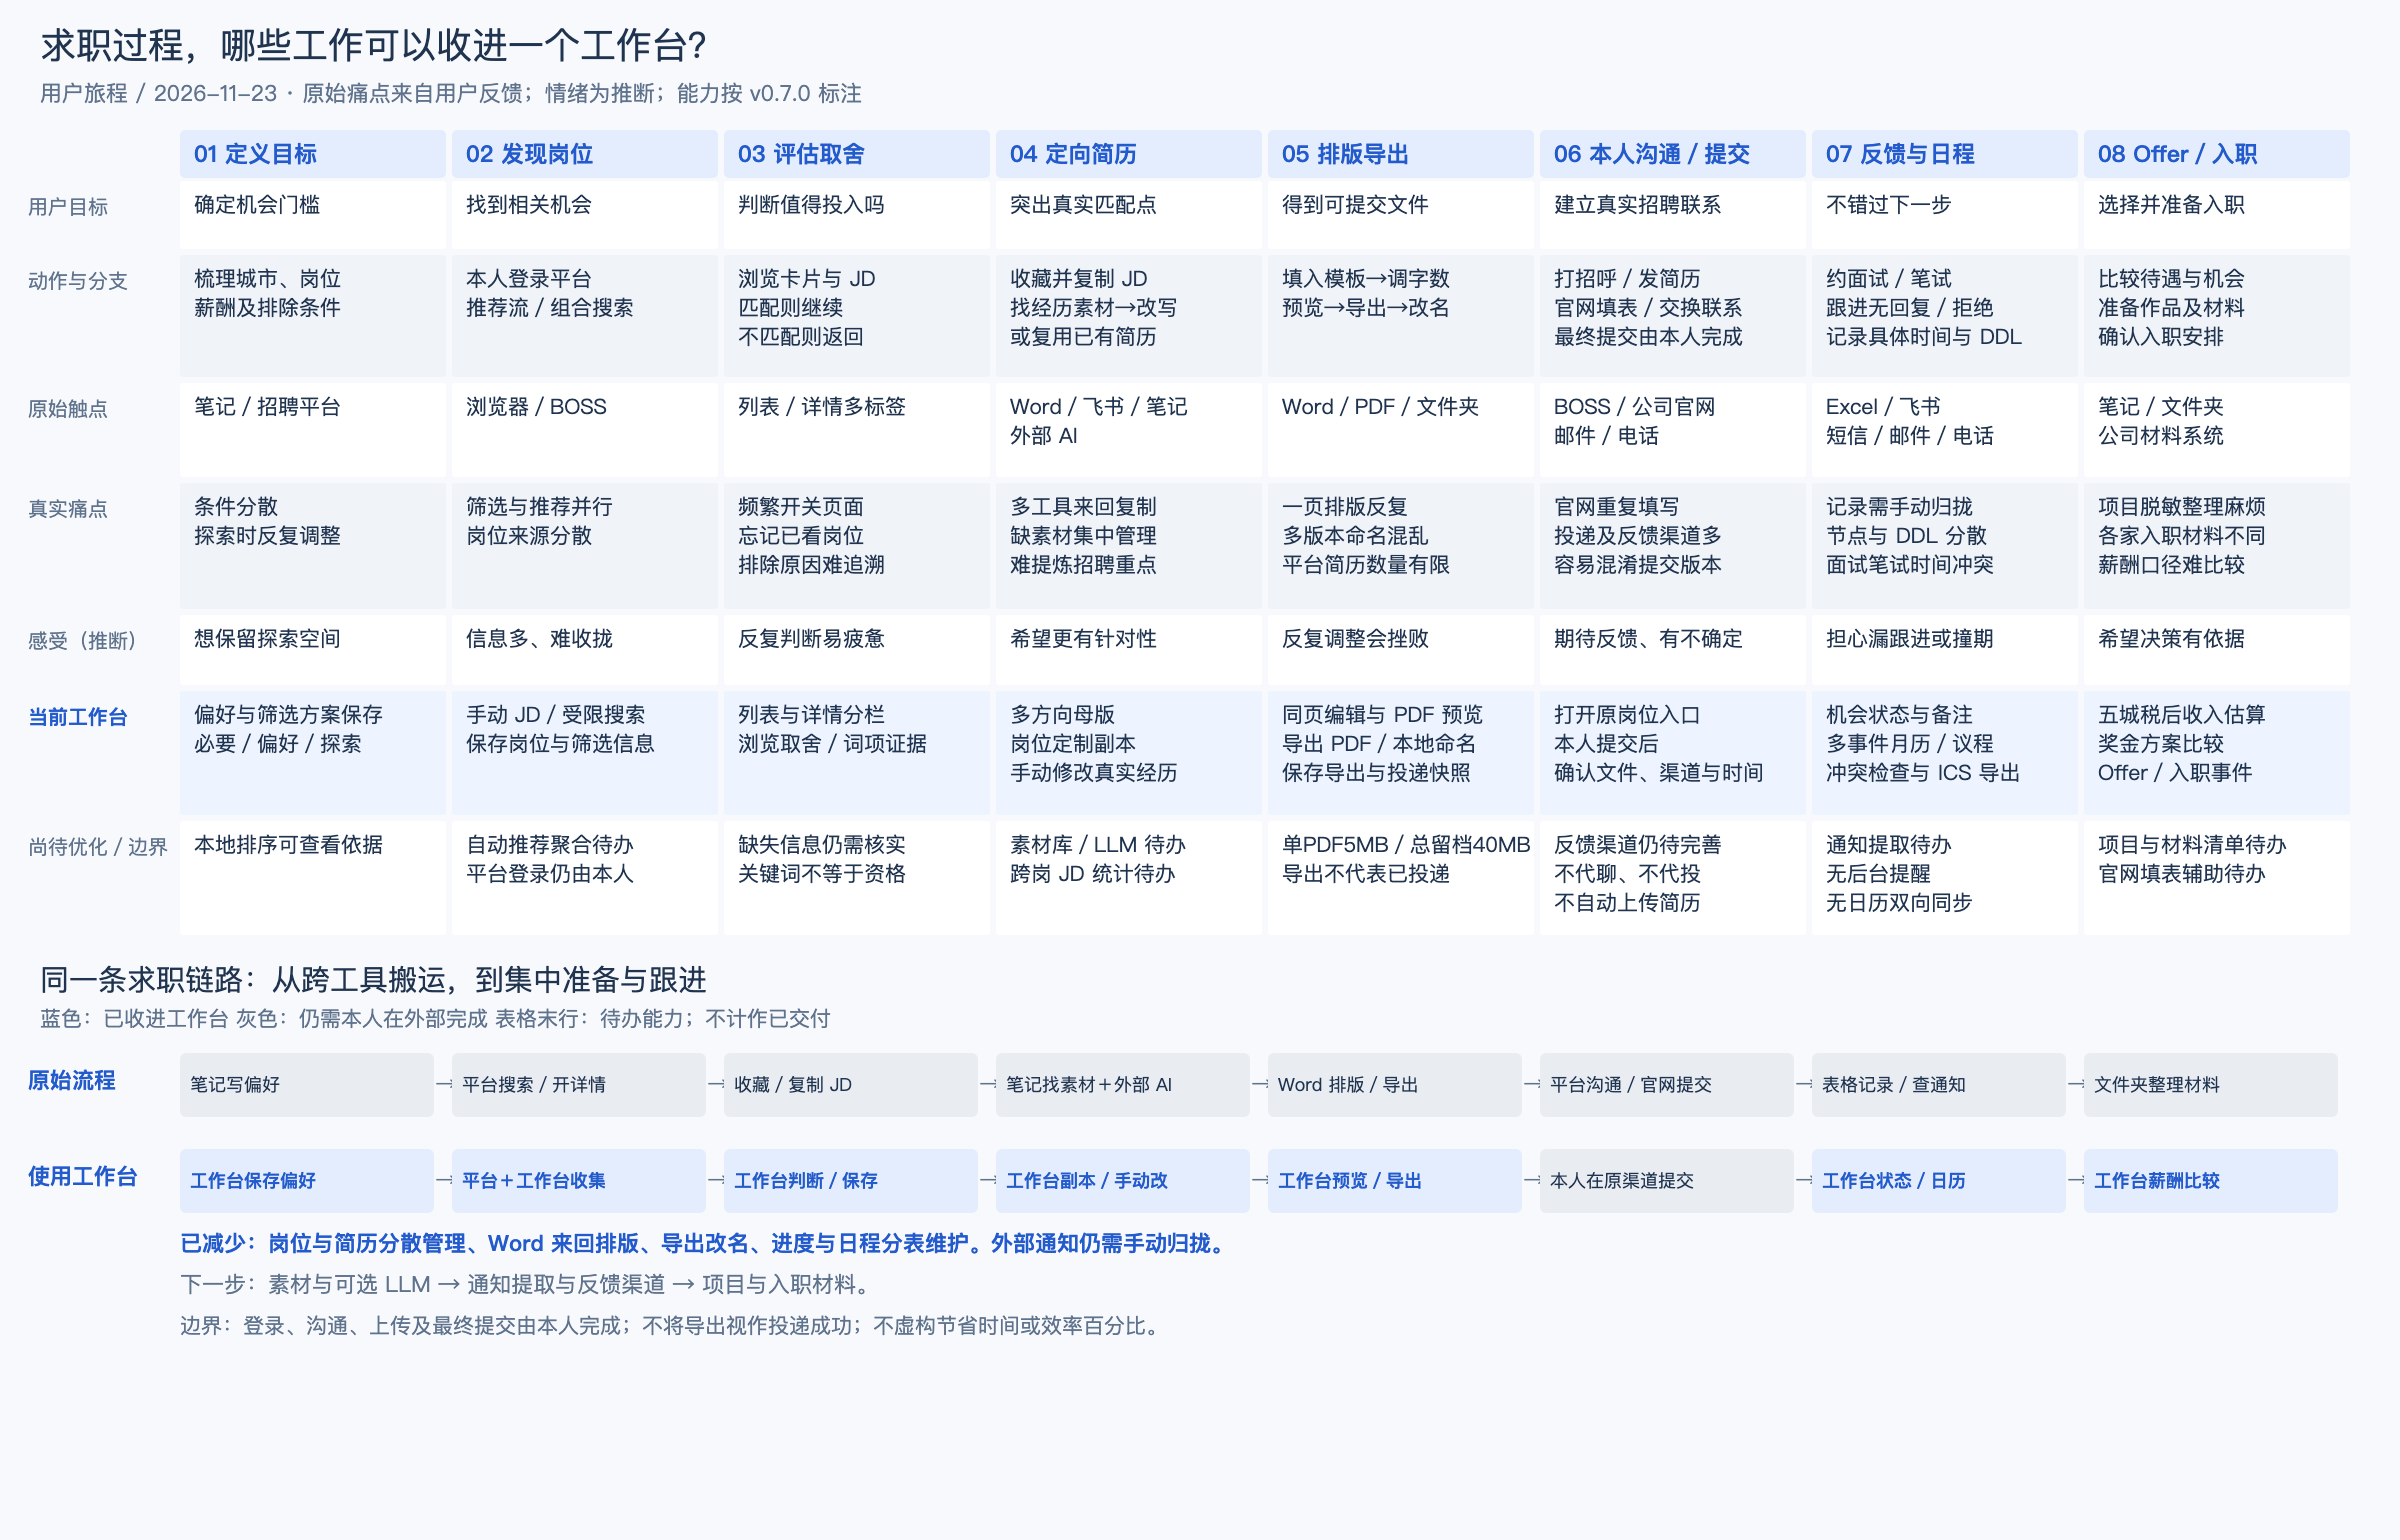 求职过程，哪些工作可以收进一个工作台？
用户旅程 / 2026–11–23 · 原始痛点来自用户反馈；情绪为推断；能力按 v0.7.0 标注
01 定义目标
02 发现岗位
03 评估取舍
04 定向简历
05 排版导出
06 本人沟通 / 提交
07 反馈与日程
08 Offer / 入职
用户目标
确定机会门槛
找到相关机会
判断值得投入吗
突出真实匹配点
得到可提交文件
建立真实招聘联系
不错过下一步
选择并准备入职
动作与分支
梳理城市、岗位
薪酬及排除条件
本人登录平台
推荐流 / 组合搜索
浏览卡片与 JD
匹配则继续
不匹配则返回
收藏并复制 JD
找经历素材→改写
或复用已有简历
填入模板→调字数
预览→导出→改名
打招呼 / 发简历
官网填表 / 交换联系
最终提交由本人完成
约面试 / 笔试
跟进无回复 / 拒绝
记录具体时间与 DDL
比较待遇与机会
准备作品及材料
确认入职安排
原始触点
笔记 / 招聘平台
浏览器 / BOSS
列表 / 详情多标签
Word / 飞书 / 笔记
外部 AI
Word / PDF / 文件夹
BOSS / 公司官网
邮件 / 电话
Excel / 飞书
短信 / 邮件 / 电话
笔记 / 文件夹
公司材料系统
真实痛点
条件分散
探索时反复调整
筛选与推荐并行
岗位来源分散
频繁开关页面
忘记已看岗位
排除原因难追溯
多工具来回复制
缺素材集中管理
难提炼招聘重点
一页排版反复
多版本命名混乱
平台简历数量有限
官网重复填写
投递及反馈渠道多
容易混淆提交版本
记录需手动归拢
节点与 DDL 分散
面试笔试时间冲突
项目脱敏整理麻烦
各家入职材料不同
薪酬口径难比较
感受（推断）
想保留探索空间
信息多、难收拢
反复判断易疲惫
希望更有针对性
反复调整会挫败
期待反馈、有不确定
担心漏跟进或撞期
希望决策有依据
当前工作台
偏好与筛选方案保存
必要 / 偏好 / 探索
手动 JD / 受限搜索
保存岗位与筛选信息
列表与详情分栏
浏览取舍 / 词项证据
多方向母版
岗位定制副本
手动修改真实经历
同页编辑与 PDF 预览
导出 PDF / 本地命名
保存导出与投递快照
打开原岗位入口
本人提交后
确认文件、渠道与时间
机会状态与备注
多事件月历 / 议程
冲突检查与 ICS 导出
五城税后收入估算
奖金方案比较
Offer / 入职事件
尚待优化 / 边界
本地排序可查看依据
自动推荐聚合待办
平台登录仍由本人
缺失信息仍需核实
关键词不等于资格
素材库 / LLM 待办
跨岗 JD 统计待办
单PDF5MB / 总留档40MB
导出不代表已投递
反馈渠道仍待完善
不代聊、不代投
不自动上传简历
通知提取待办
无后台提醒
无日历双向同步
项目与材料清单待办
官网填表辅助待办
同一条求职链路：从跨工具搬运，到集中准备与跟进
蓝色：已收进工作台 灰色：仍需本人在外部完成 表格末行：待办能力；不计作已交付
原始流程
笔记写偏好
→
平台搜索 / 开详情
→
收藏 / 复制 JD
→
笔记找素材＋外部 AI
→
Word 排版 / 导出
→
平台沟通 / 官网提交
→
表格记录 / 查通知
→
文件夹整理材料
使用工作台
工作台保存偏好
→
平台＋工作台收集
→
工作台判断 / 保存
→
工作台副本 / 手动改
→
工作台预览 / 导出
→
本人在原渠道提交
→
工作台状态 / 日历
→
工作台薪酬比较
已减少：岗位与简历分散管理、Word 来回排版、导出改名、进度与日程分表维护。外部通知仍需手动归拢。
下一步：素材与可选 LLM → 通知提取与反馈渠道 → 项目与入职材料。
边界：登录、沟通、上传及最终提交由本人完成；不将导出视作投递成功；不虚构节省时间或效率百分比。